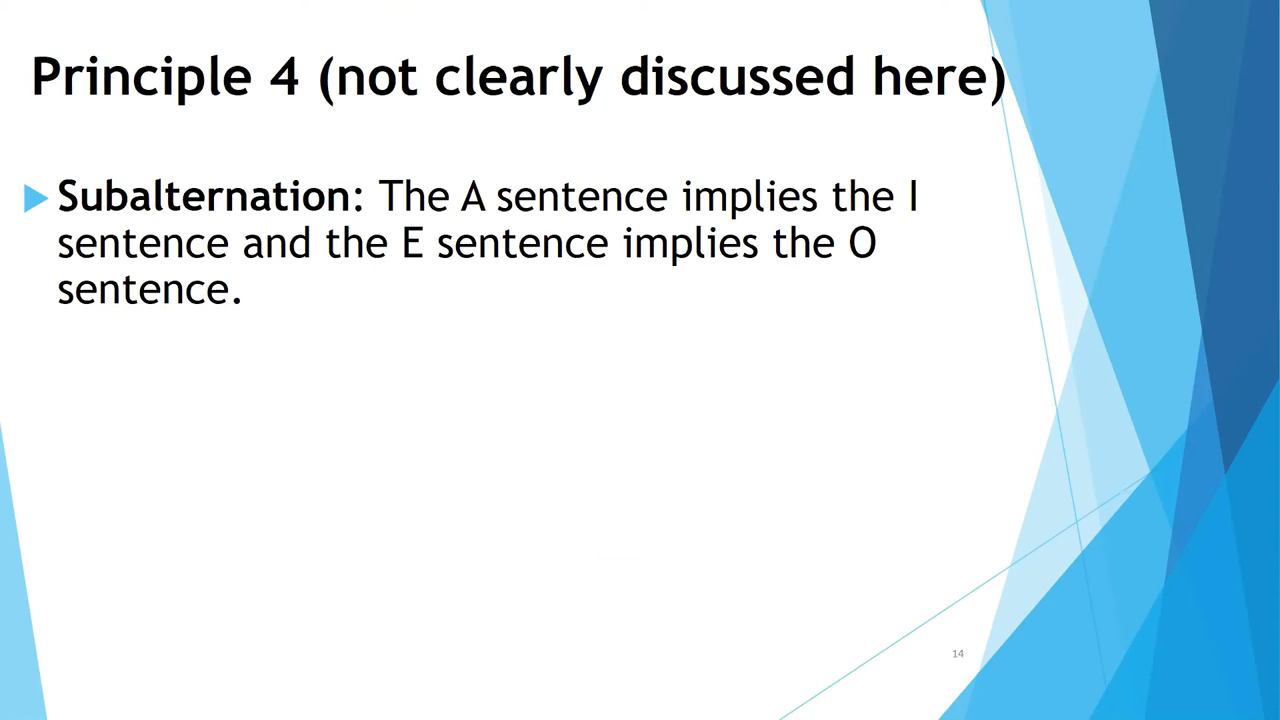 Principle 4 (not clearly discussed here)
Subalternation: The A sentence implies the I
sentence and the E sentence implies the O
sentence.
14